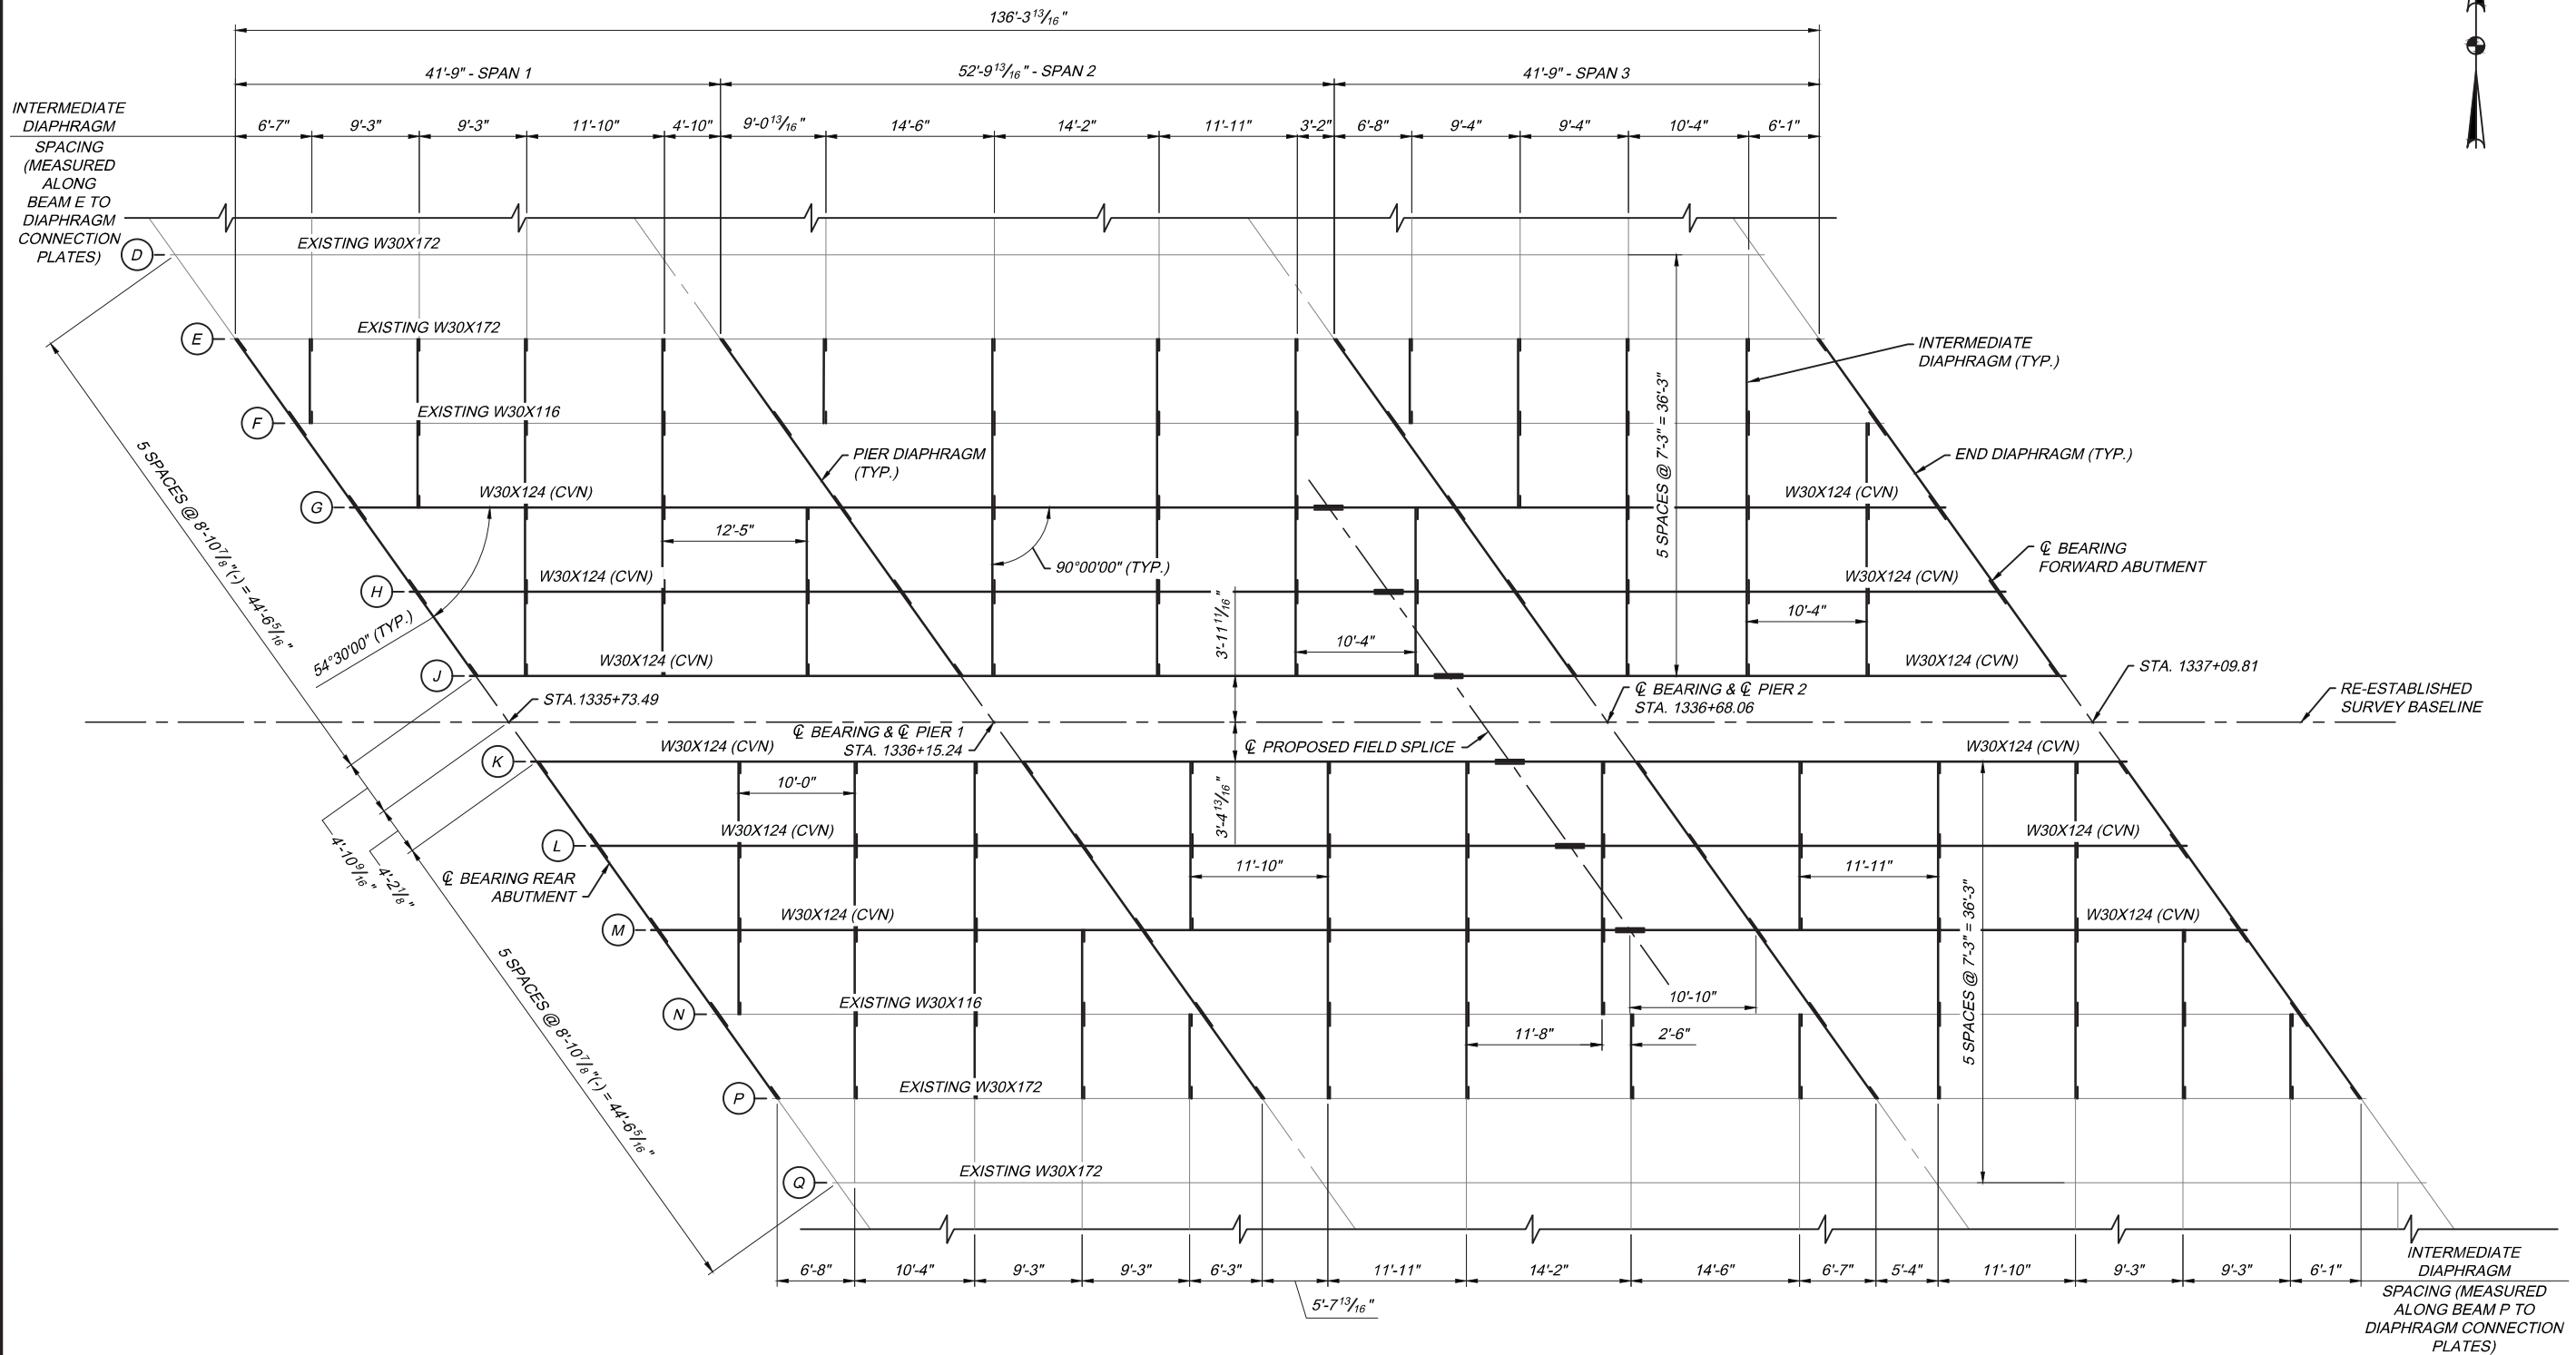 136'-3 13/16"
41'-9" - SPAN 1
52'-9 13/16" - SPAN 2
41'-9" - SPAN 3
INTERMEDIATE
DIAPHRAGM
SPACING
(MEASURED
ALONG
BEAM E TO
DIAPHRAGM
CONNECTION
PLATES)
6'-7"
9'-3"
9'-3"
11'-10"
4'-10"
9'-0 13/16"
14'-6"
14'-2"
11'-11"
3'-2"
6'-8"
9'-4"
9'-4"
10'-4"
6'-1"
D
EXISTING W30X172
E
EXISTING W30X172
INTERMEDIATE
DIAPHRAGM (TYP.)
F
EXISTING W30X116
5 SPACES @ 7'-3" = 36'-3"
PIER DIAPHRAGM
(TYP.)
END DIAPHRAGM (TYP.)
G
W30X124 (CVN)
W30X124 (CVN)
12'-5"
90°00'00" (TYP.)
℄ BEARING
FORWARD ABUTMENT
5 SPACES @ 8'-10 7/8"(-) = 44'-6 5/16"
H
W30X124 (CVN)
W30X124 (CVN)
54°30'00" (TYP.)
3'-11 11/16"
10'-4"
10'-4"
J
W30X124 (CVN)
W30X124 (CVN)
STA. 1337+09.81
STA.1335+73.49
℄ BEARING & ℄ PIER 2
STA. 1336+68.06
RE-ESTABLISHED
SURVEY BASELINE
℄ BEARING & ℄ PIER 1
STA. 1336+15.24
℄ PROPOSED FIELD SPLICE
K
W30X124 (CVN)
W30X124 (CVN)
10'-0"
3'-4 13/16"
4'-10 9/16"
4'-2 1/8"
L
W30X124 (CVN)
W30X124 (CVN)
℄ BEARING REAR
ABUTMENT
11'-10"
11'-11"
M
W30X124 (CVN)
W30X124 (CVN)
5 SPACES @ 7'-3" = 36'-3"
5 SPACES @ 8'-10 7/8"(-) = 44'-6 5/16"
N
EXISTING W30X116
10'-10"
11'-8"
2'-6"
P
EXISTING W30X172
Q
EXISTING W30X172
6'-8"
10'-4"
9'-3"
9'-3"
6'-3"
5'-7 13/16"
11'-11"
14'-2"
14'-6"
6'-7"
5'-4"
11'-10"
9'-3"
9'-3"
6'-1"
INTERMEDIATE
DIAPHRAGM
SPACING (MEASURED
ALONG BEAM P TO
DIAPHRAGM CONNECTION
PLATES)